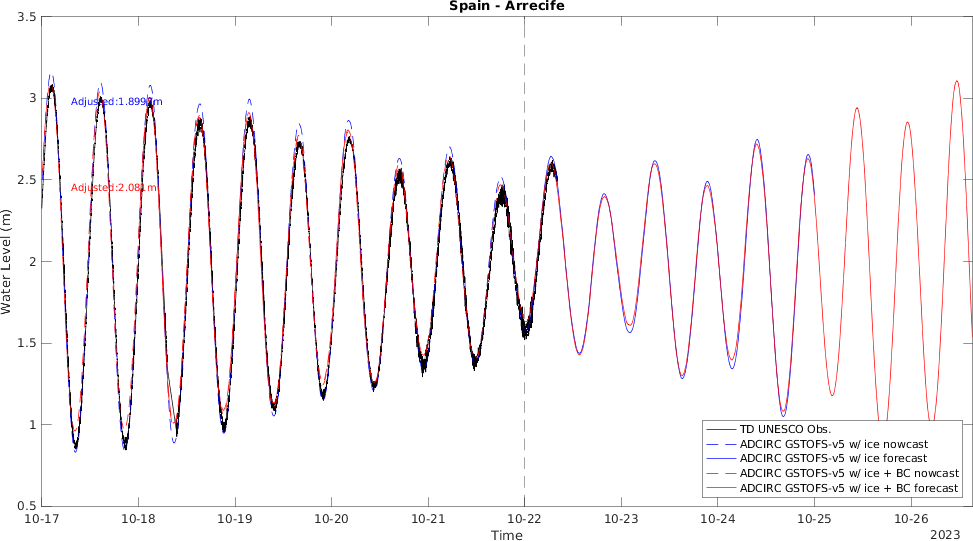 Spain - Arrecife
3.5
3
2.5
2
1.5
1
0.5
Water Level (m)
Adjusted:2.081m
10-17
10-18
10-19
10-20
10-21
10-22
10-23
10-24
10-25
10-26
Time
2023
TD UNESCO Obs.
ADCIRC GSTOFS-v5 w/ ice nowcast
ADCIRC GSTOFS-v5 w/ ice forecast
ADCIRC GSTOFS-v5 w/ ice + BC nowcast
ADCIRC GSTOFS-v5 w/ ice + BC forecast